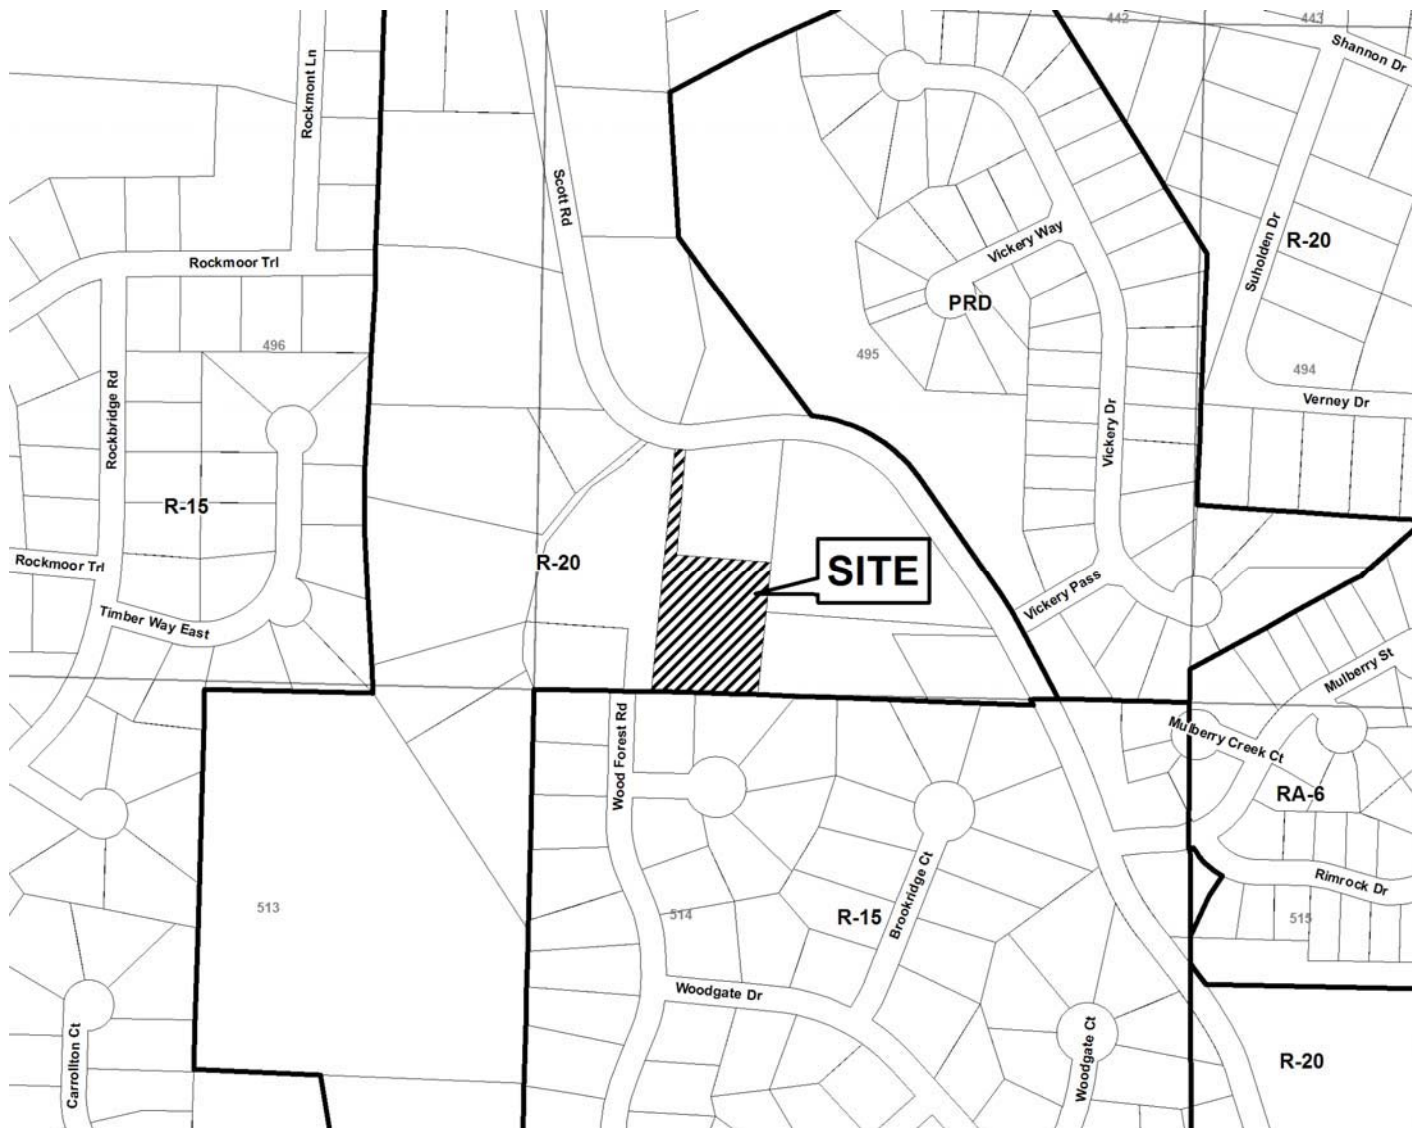 442
443
Shannon Dr
Rockmont Ln
Scott Rd
Suholden Dr
R-20
Vickery Way
Rockmoor Trl
PRD
496
495
494
Verney Dr
Rockbridge Rd
Vickery Dr
R-15
Rockmoor Trl
R-20
SITE
Vickery Pass
Timber Way East
Mulberry St
Mulberry Creek Ct
Wood Forest Rd
RA-6
Rimrock Dr
Brookridge Ct
513
514
R-15
515
Woodgate Dr
Carrollton Ct
Woodgate Ct
R-20